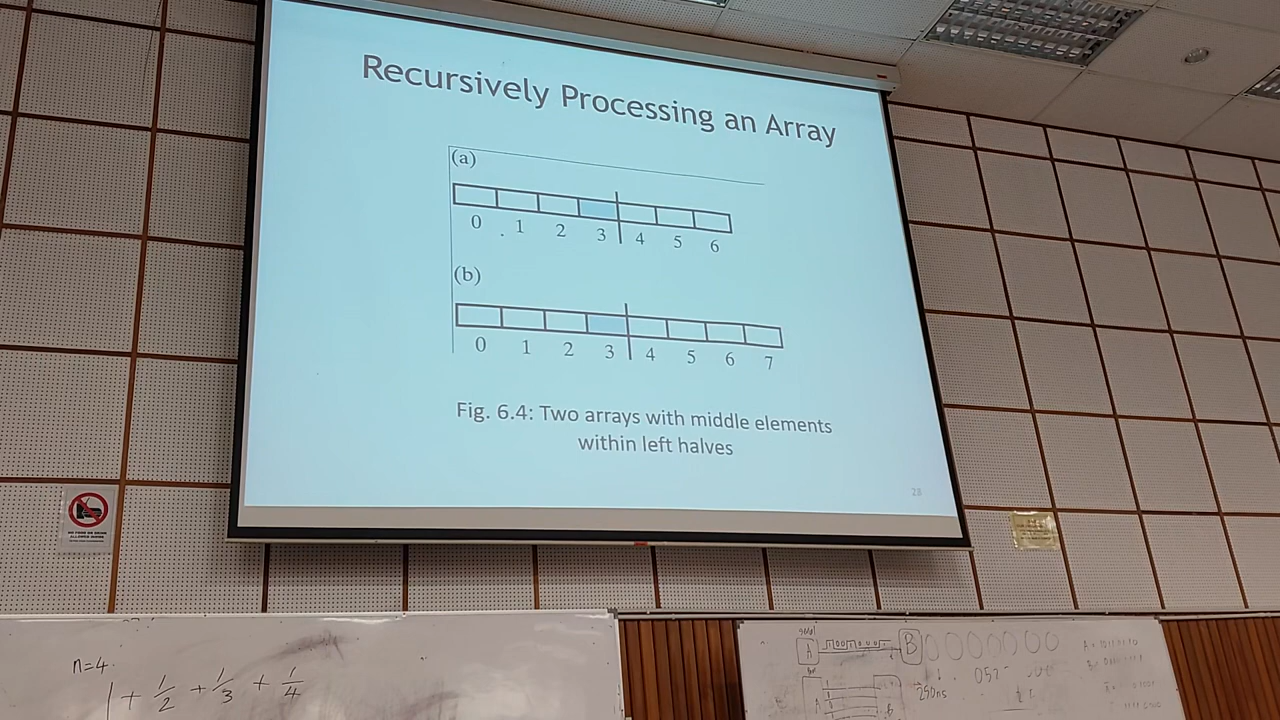 Recursively Processing an Array
(a)
0 1 2 3 4 5 6
(b)
0 1 2 3 4 5 6 7
Fig. 6.4: Two arrays with middle elements
within left halves
28
n=4
1 + 1/2 + 1/3 + 1/4
A B
250ns
A